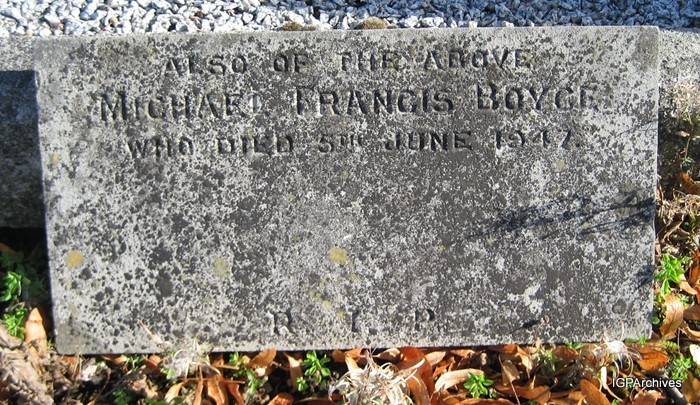 ALSO OF THE ABOVE
MICHAEL FRANCIS BOYCE
WHO DIED 5TH JUNE 1947.
R. I. P.
IGPArchives